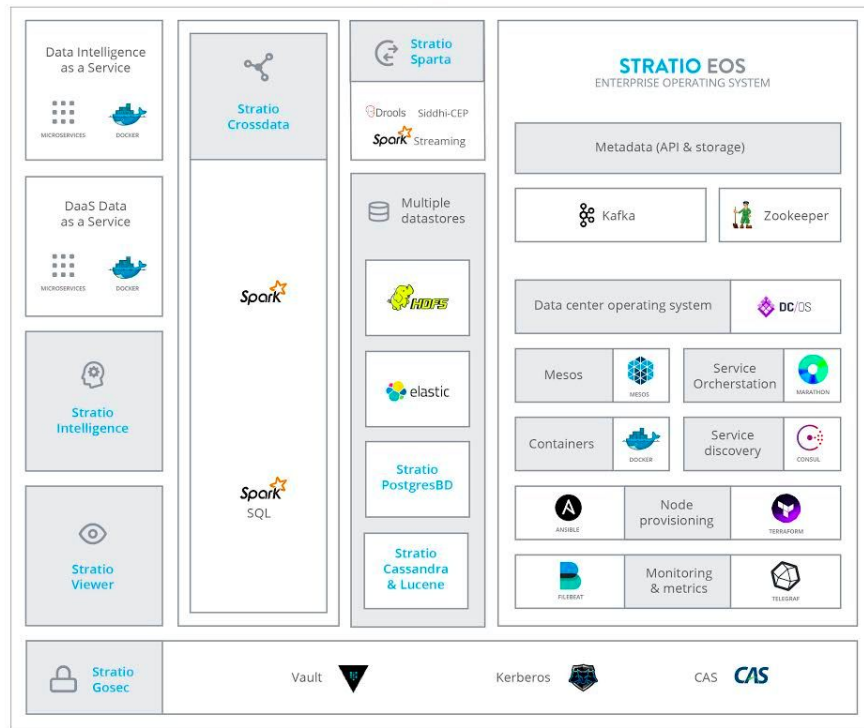 Data Intelligence
as a Service
MICROSERVICES
DOCKER
DaaS Data
as a Service
MICROSERVICES
DOCKER
Stratio
Intelligence
Stratio
Viewer
Stratio
Crossdata
Spark
Spark
SQL
Stratio
Sparta
Drools Siddhi-CEP
Spark Streaming
Multiple
datastores
HDFS
elastic
Stratio
PostgresBD
Stratio
Cassandra
& Lucene
STRATIO EOS
ENTERPRISE OPERATING SYSTEM
Metadata (API & storage)
Kafka
Zookeeper
Data center operating system
DC/OS
Mesos
MESOS
Service
Orcherstation
MARATHON
Containers
DOCKER
Service
discovery
CONSUL
ANSIBLE
Node
provisioning
TERRAFORM
FILEBEAT
Monitoring
& metrics
TELEGRAF
Stratio
Gosec
Vault
Kerberos
CAS
CAS